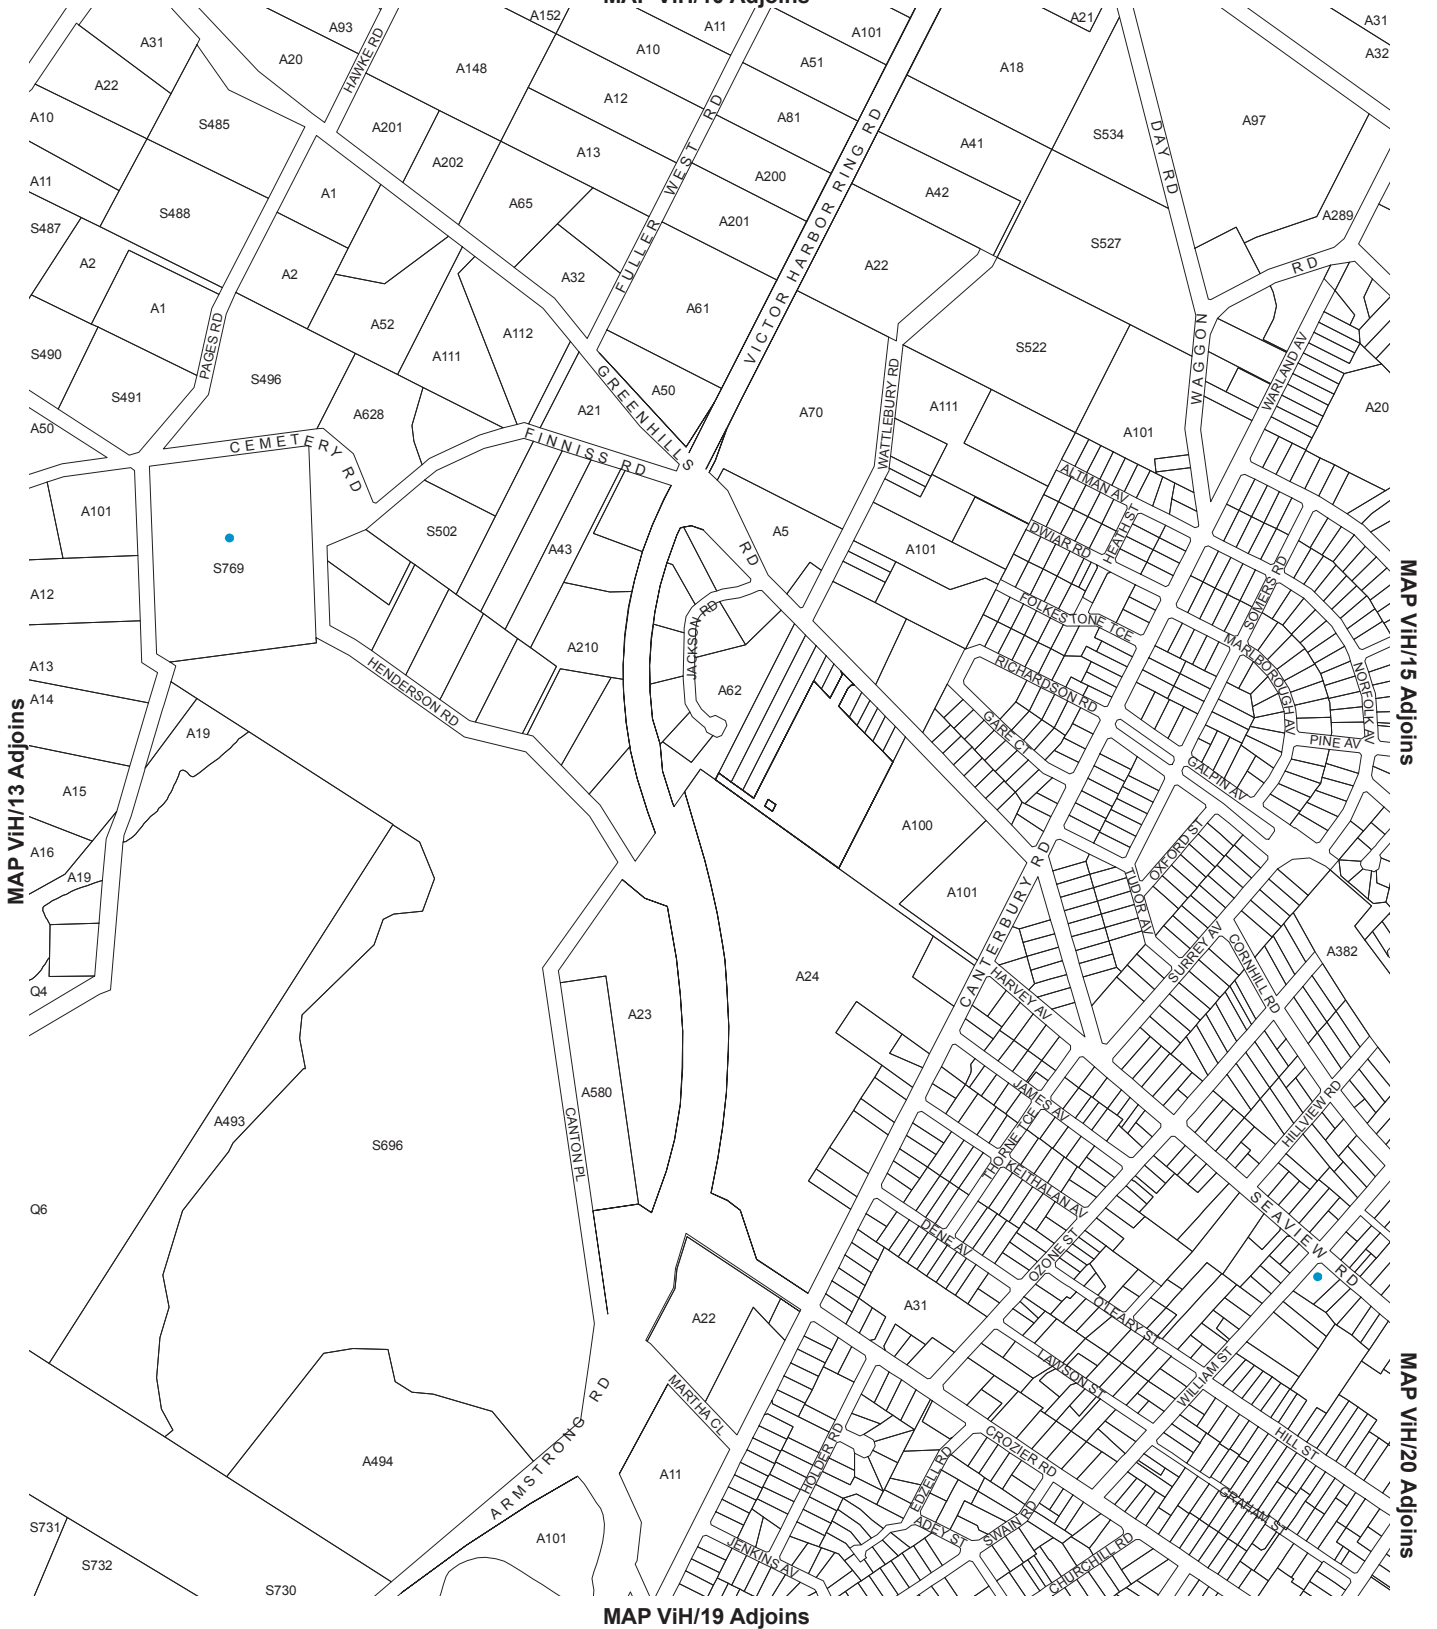 A93
A152
A11
A101
A21
A31
A31
A20
HAWKE RD
A148
A10
A51
A18
A32
A22
A12
A10
S485
A201
A81
A97
A202
A13
A41
S534
DAY RD
A11
A1
A65
A200
A42
S488
A201
A289
S487
FULLER WEST RD
VICTOR HARBOR RING RD
S527
A2
A2
A32
A22
RD
A1
A61
PAGES RD
A52
A112
S522
WAGGON
S490
A111
WARLAND AV
S496
GREENHILLS
A50
WATTLEBURY RD
S491
A628
A21
A70
A111
A20
A50
CEMETERY RD
FINNISS RD
A101
ALTMAN AV
A101
S502
A5
HEATH ST
DWIAR RD
A43
RD
A101
S769
A12
FOLKESTONE TCE
SOMERS RD
JACKSON RD
MARLBOROUGH AV
A210
A13
HENDERSON RD
RICHARDSON RD
NORFOLK AV
A14
A62
A19
GARE CT
PINE AV
GALPIN AV
A15
A100
OXFORD ST
A16
A19
A101
TUDOR AV
CANTERBURY RD
SURREY AV
CORNHILL RD
A382
Q4
A24
HARVEY AV
A23
A580
JAMES AV
A493
CANTON PL
THORNE TCE
HILLVIEW RD
S696
KEITHALAN AV
Q6
SEAVIEW RD
DENE AV
OZONE ST
A22
A31
O'LEARY ST
LAWSON ST
WILLIAM ST
MARTHA CL
ARMSTRONG RD
HOLDER RD
CROZIER RD
HILL ST
A494
A11
EDZELL RD
GRAHAM ST
S731
A101
ADEY ST
SWAIN RD
S732
JENKINS AV
CHURCHILL RD
S730
MAP ViH/13 Adjoins
MAP ViH/15 Adjoins
MAP ViH/20 Adjoins
MAP ViH/19 Adjoins